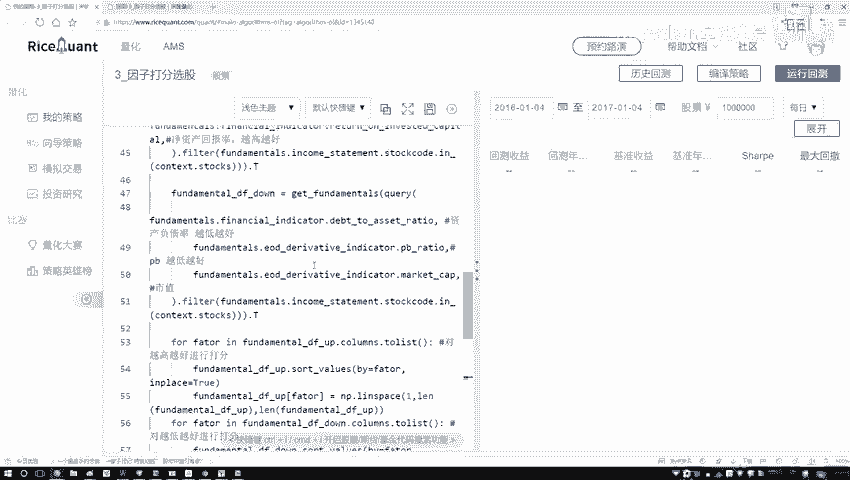 https://www.ricequant.com/quant/
RiceQuant
量化
AMS
预约路演
帮助文档
社区
3_因子打分选股
股票
历史回测
编译策略
运行回测
我的策略
向导策略
模拟交易
投资研究
比赛
量化大赛
策略英雄榜
浅色主题
默认快捷键
2016-01-04
至
2017-01-04
股票 ¥
1000000
每日
展开
回测收益
回测年...
基准收益
基准年...
Sharpe
最大回撤
fundamentals.financial_indicator.return_on_invested_capit
al,#净资产回报率，越高越好
45 ).filter(fundamentals.income_statement.stockcode.in_
(context.stocks))).T
46
47 fundamental_df_down = get_fundamentals(query(
48
fundamentals.financial_indicator.debt_to_asset_ratio, #资
产负债率 越低越好
49 fundamentals.eod_derivative_indicator.pb_ratio,#
pb 越低越好
50 fundamentals.eod_derivative_indicator.market_cap,
#市值
51 ).filter(fundamentals.income_statement.stockcode.in_
(context.stocks))).T
52
53 for fator in fundamental_df_up.columns.tolist(): #对
越高越好进行打分
54 fundamental_df_up.sort_values(by=fator,
inplace=True)
55 fundamental_df_up[fator] = np.linspace(1,len
(fundamental_df_up),len(fundamental_df_up))
56 for fator in fundamental_df_down.columns.tolist(): #
对越低越好进行打分
57 fundamental_df_down.sort_values(by=fator,